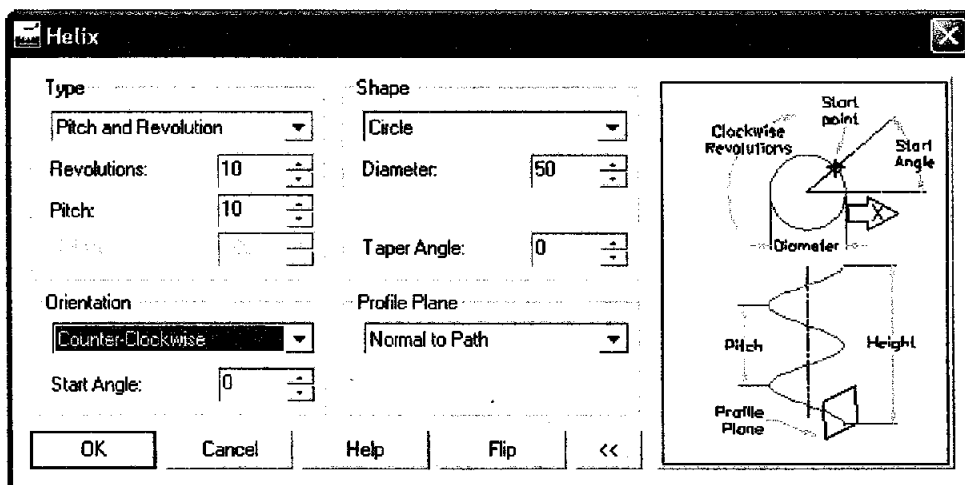 Helix
Type
Pitch and Revolution
Revolutions: 10
Pitch: 10
Orientation
Counter-Clockwise
Start Angle: 0
Shape
Circle
Diameter: 50
Taper Angle: 0
Profile Plane
Normal to Path
OK
Cancel
Help
Flip
<<
Clockwise
Revolutions
Start
point
Start
Angle
X
Diameter
Pitch
Height
Profile
Plane